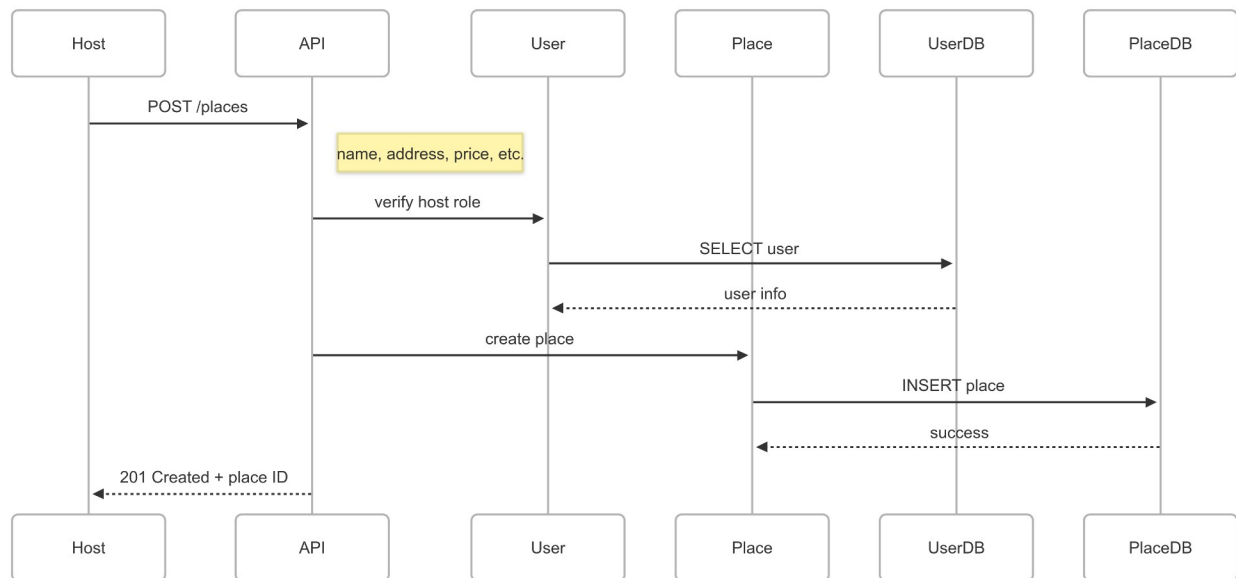 Host
API
User
Place
UserDB
PlaceDB
POST /places
name, address, price, etc.
verify host role
SELECT user
user info
create place
INSERT place
success
201 Created + place ID
Host
API
User
Place
UserDB
PlaceDB